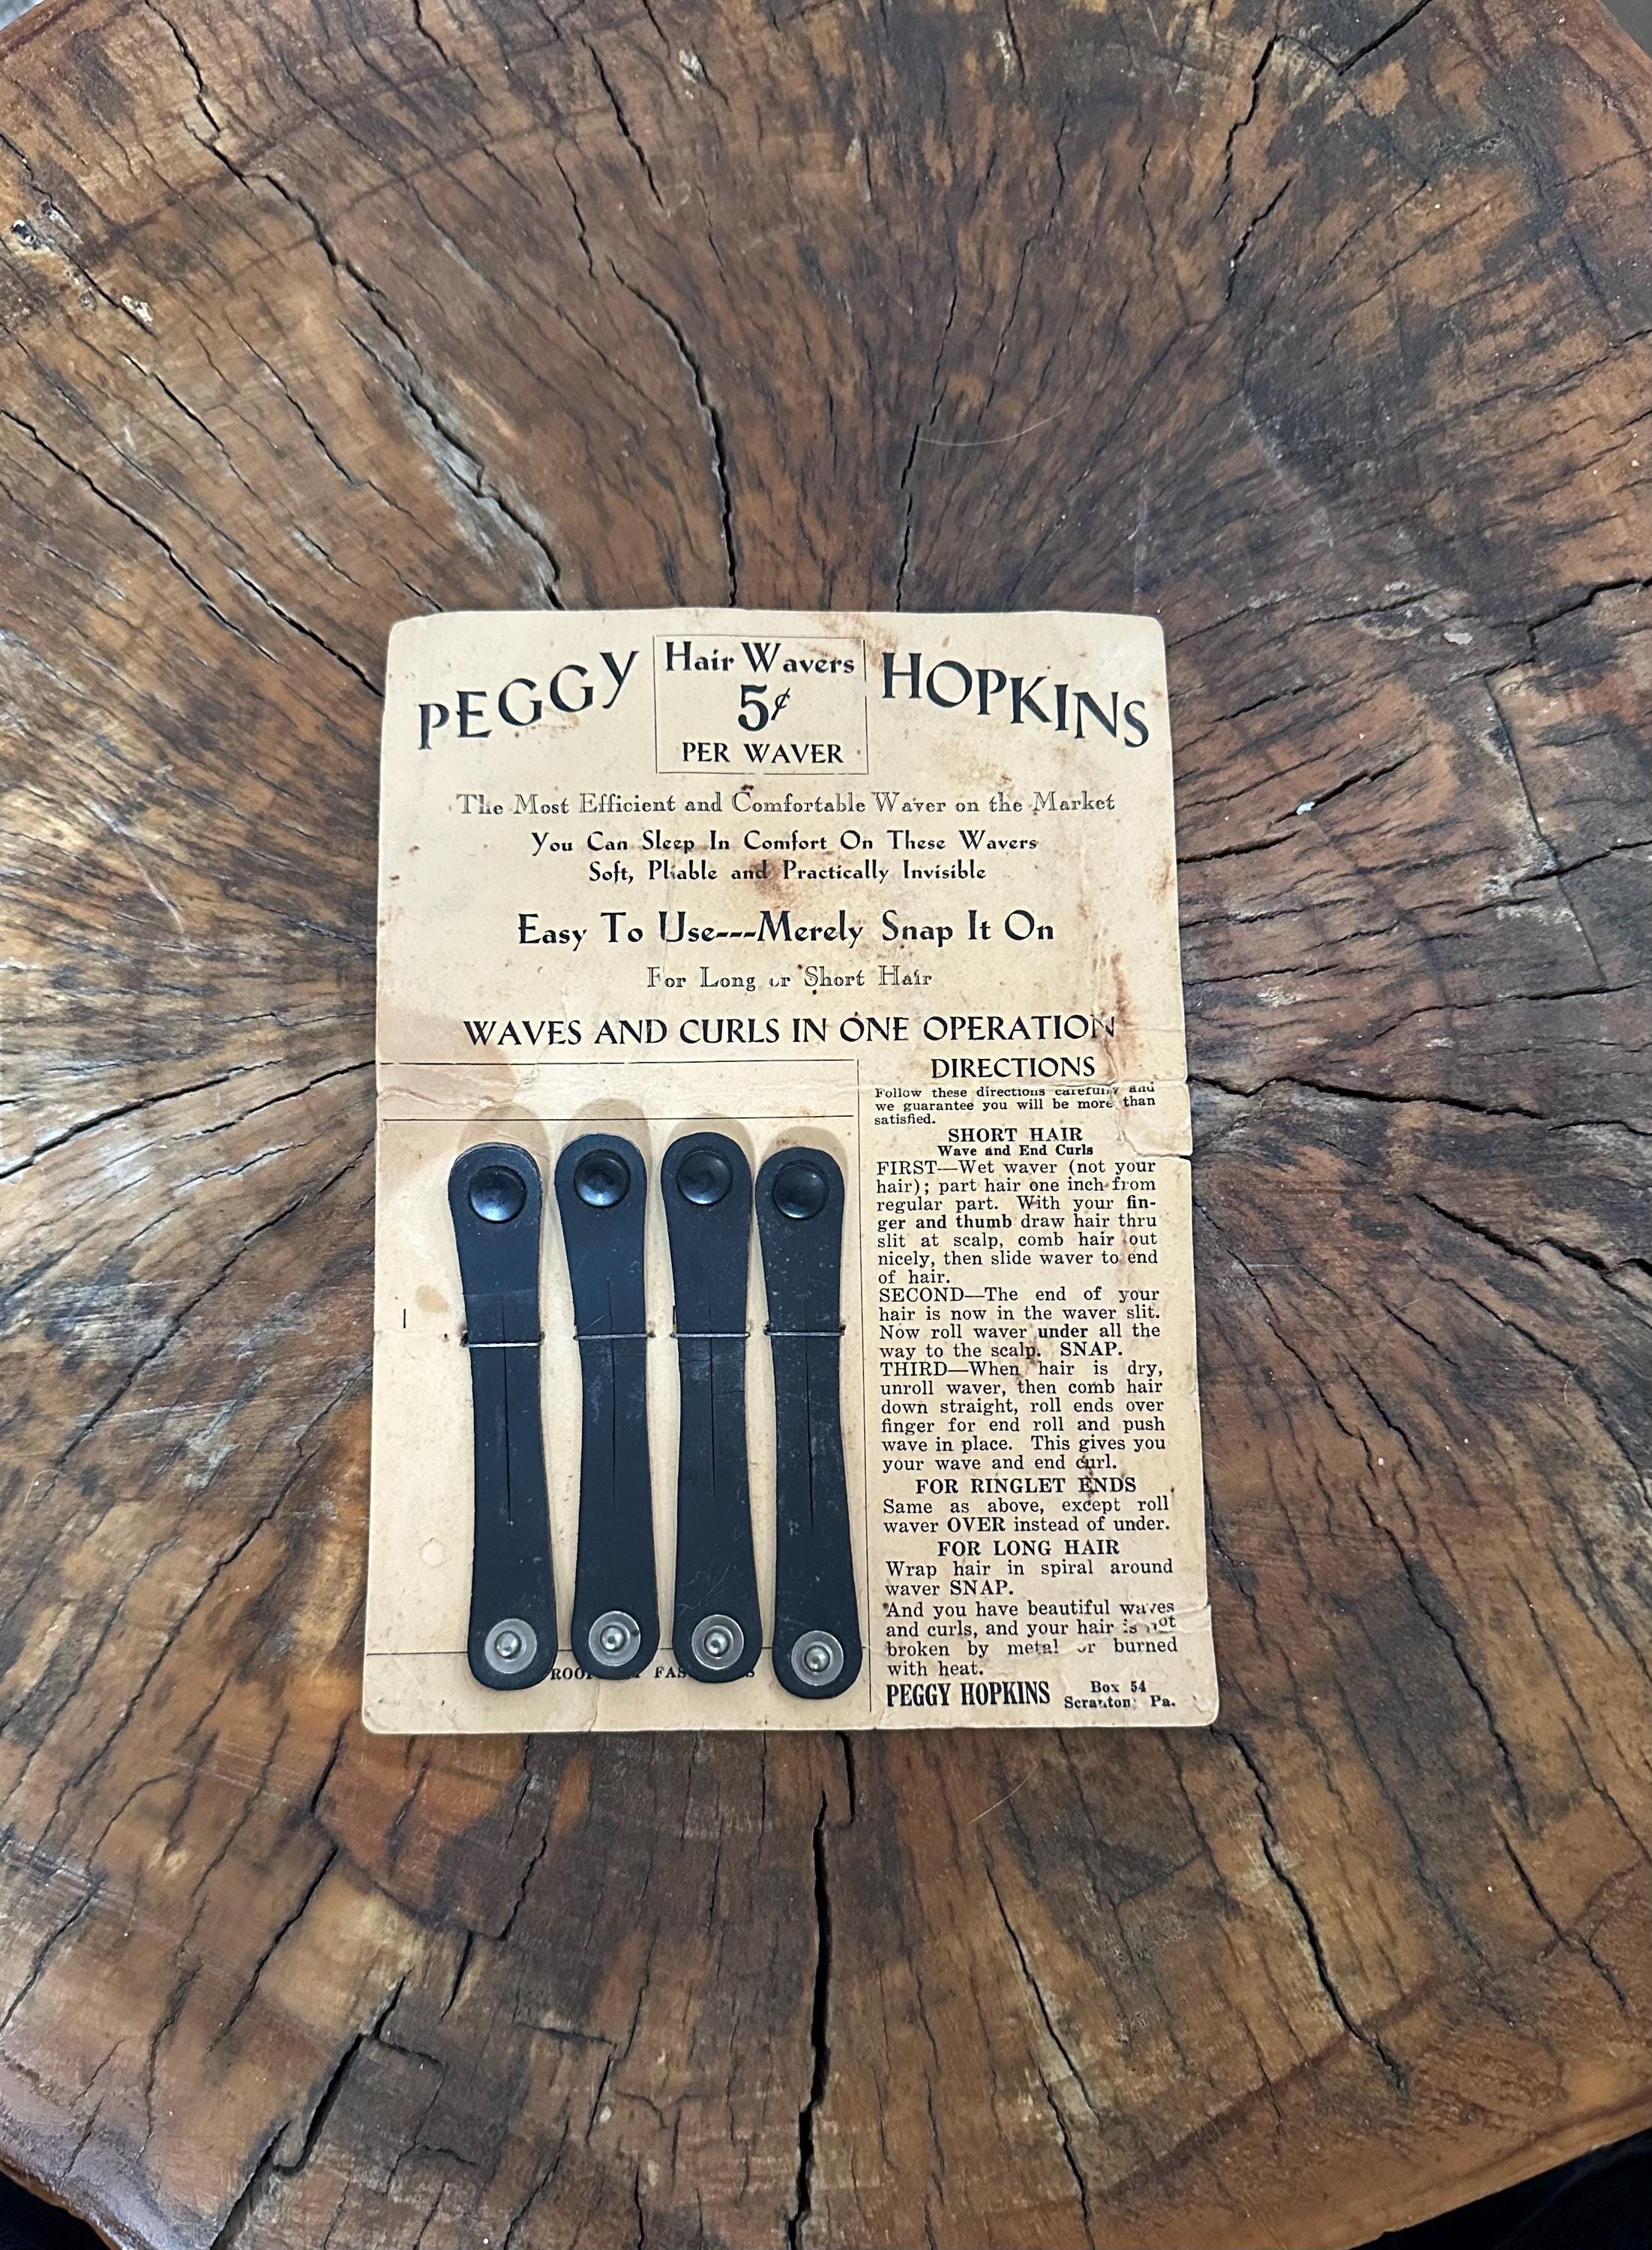 PEGGY
Hair Wavers
5¢
PER WAVER
HOPKINS
The Most Efficient and Comfortable Waver on the Market
You Can Sleep In Comfort On These Wavers
Soft, Pliable and Practically Invisible
Easy To Use---Merely Snap It On
For Long or Short Hair
WAVES AND CURLS IN ONE OPERATION
DIRECTIONS
Follow these directions carefully and
we guarantee you will be more than
satisfied.
SHORT HAIR
Wave and End Curls
FIRST—Wet waver (not your
hair); part hair one inch from
regular part. With your fin-
ger and thumb draw hair thru
slit at scalp, comb hair out
nicely, then slide waver to end
of hair.
SECOND—The end of your
hair is now in the waver slit.
Now roll waver under all the
way to the scalp. SNAP.
THIRD—When hair is dry,
unroll waver, then comb hair
down straight, roll ends over
finger for end roll and push
wave in place. This gives you
your wave and end curl.
FOR RINGLET ENDS
Same as above, except roll
waver OVER instead of under.
FOR LONG HAIR
Wrap hair in spiral around
waver SNAP.
And you have beautiful waves
and curls, and your hair is not
broken by metal or burned
with heat.
PEGGY HOPKINS
Box 54
Scranton Pa.